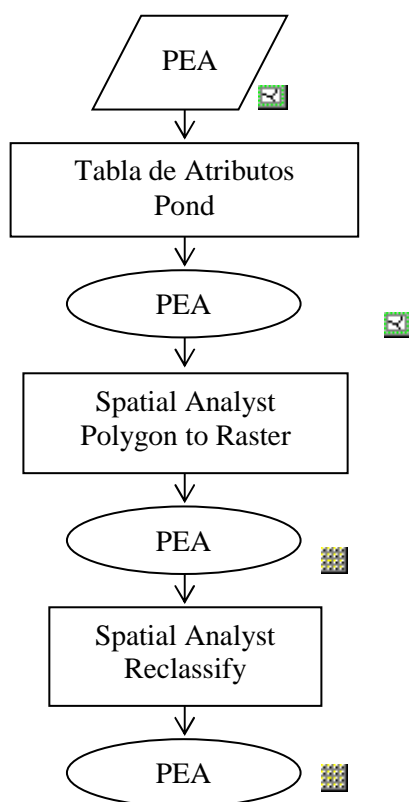 PEA
Tabla de Atributos
Pond
PEA
Spatial Analyst
Polygon to Raster
PEA
Spatial Analyst
Reclassify
PEA